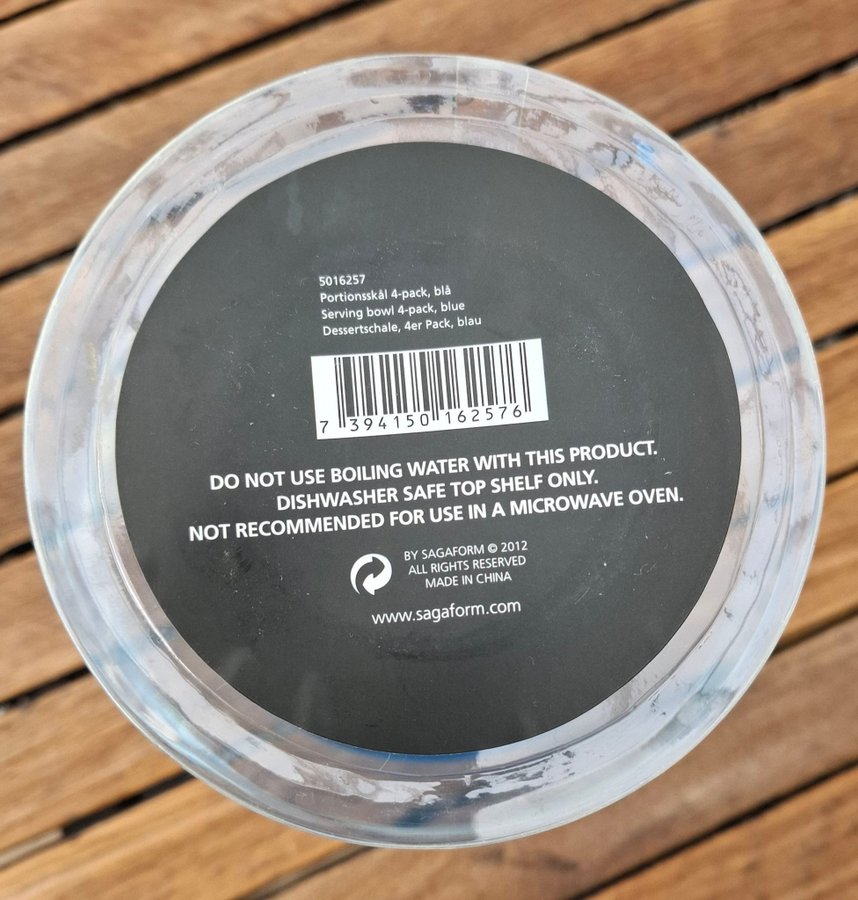 5016257
Portionsskål 4-pack, blå
Serving bowl 4-pack, blue
Dessertschale, 4er Pack, blau
7 394150 162576
DO NOT USE BOILING WATER WITH THIS PRODUCT.
DISHWASHER SAFE TOP SHELF ONLY.
NOT RECOMMENDED FOR USE IN A MICROWAVE OVEN.
BY SAGAFORM © 2012
ALL RIGHTS RESERVED
MADE IN CHINA
www.sagaform.com